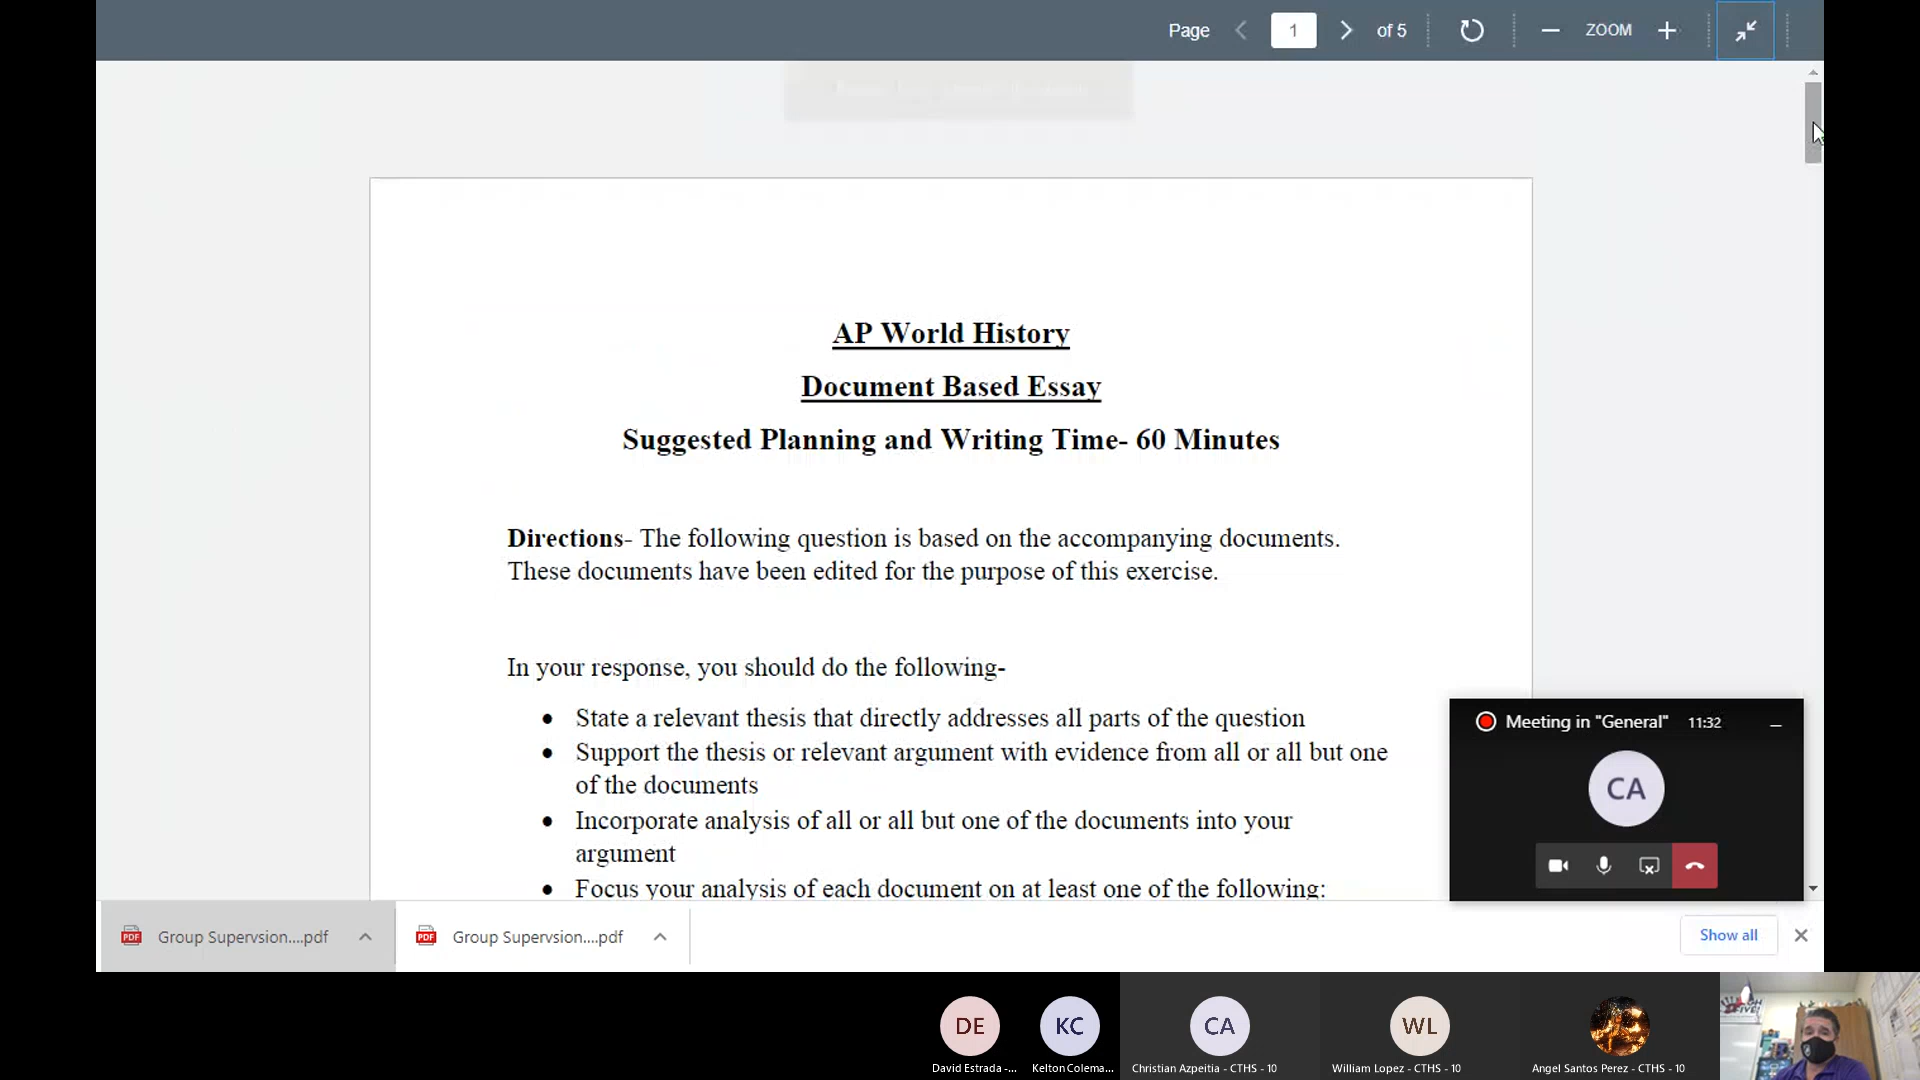 Page 1 of 5 ZOOM
AP World History
Document Based Essay
Suggested Planning and Writing Time- 60 Minutes
Directions- The following question is based on the accompanying documents.
These documents have been edited for the purpose of this exercise.
In your response, you should do the following-
State a relevant thesis that directly addresses all parts of the question
Support the thesis or relevant argument with evidence from all or all but one
of the documents
Incorporate analysis of all or all but one of the documents into your
argument
Focus your analysis of each document on at least one of the following:
Meeting in "General" 11:32
CA
PDF Group Supervsion....pdf
PDF Group Supervsion....pdf
Show all
DE KC CA WL
David Estrada -... Kelton Colema... Christian Azpeitia - CTHS - 10 William Lopez - CTHS - 10 Angel Santos Perez - CTHS - 10